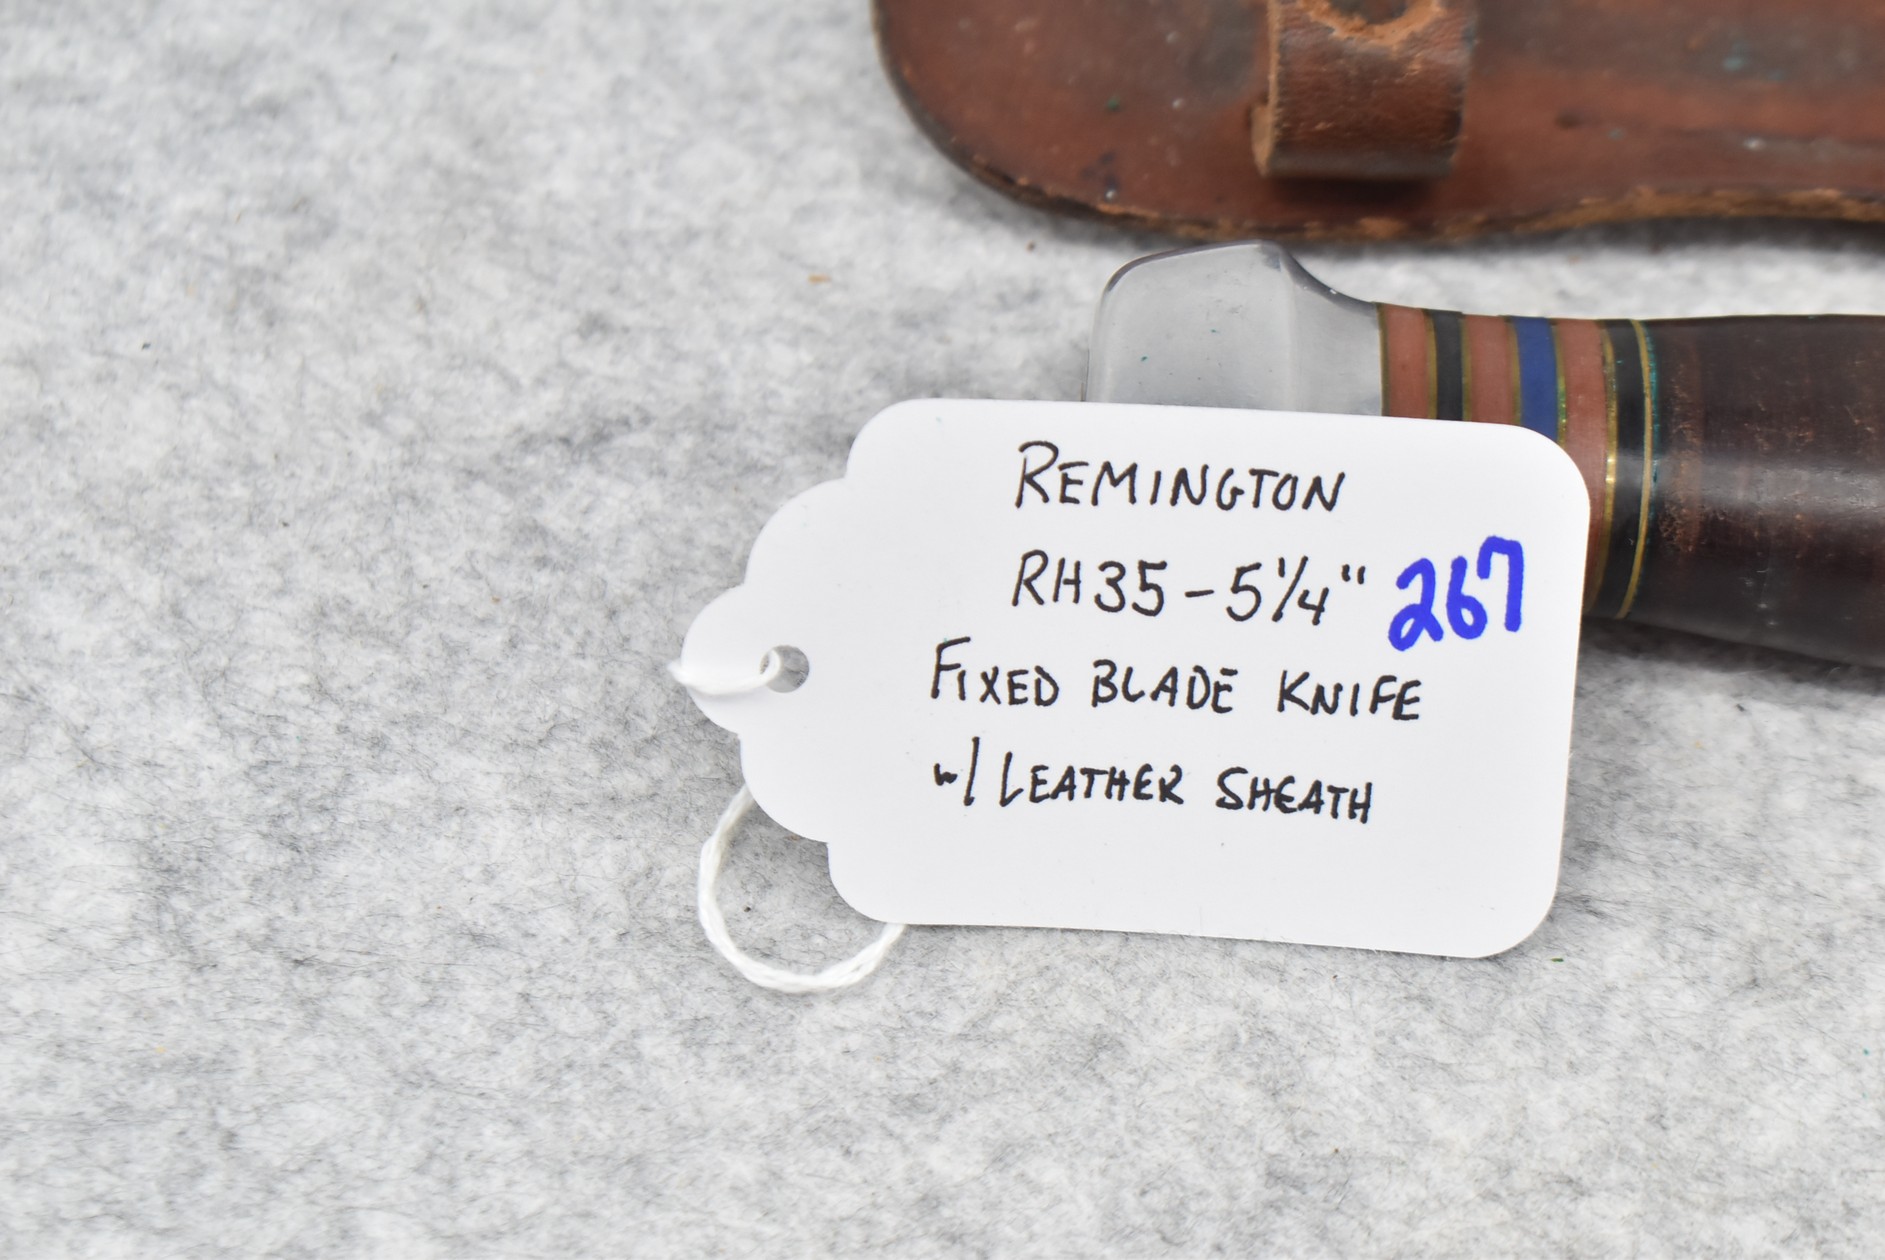 REMINGTON
RH35-5¼" 267
FIXED BLADE KNIFE
w/ LEATHER SHEATH